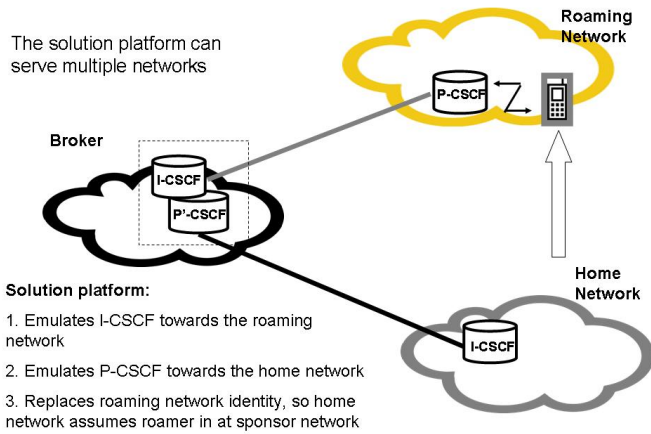 The solution platform can
serve multiple networks
Roaming
Network
P-CSCF
Broker
I-CSCF
P’-CSCF
Home
Network
I-CSCF
Solution platform:
1. Emulates I-CSCF towards the roaming
network
2. Emulates P-CSCF towards the home network
3. Replaces roaming network identity, so home
network assumes roamer in at sponsor network